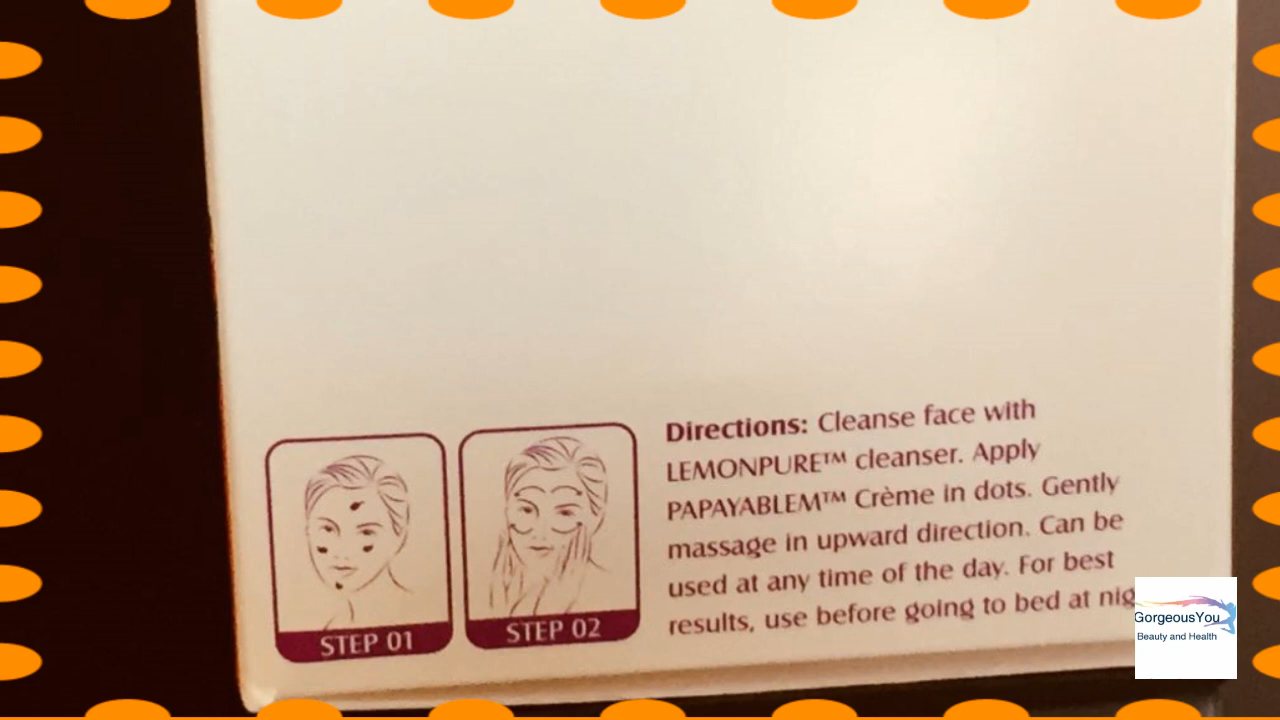 Directions: Cleanse face with
LEMONPURE™ cleanser. Apply
PAPAYABLEM™ Crème in dots. Gently
massage in upward direction. Can be
used at any time of the day. For best
results, use before going to bed at nig
STEP 01
STEP 02
GorgeousYou
Beauty and Health